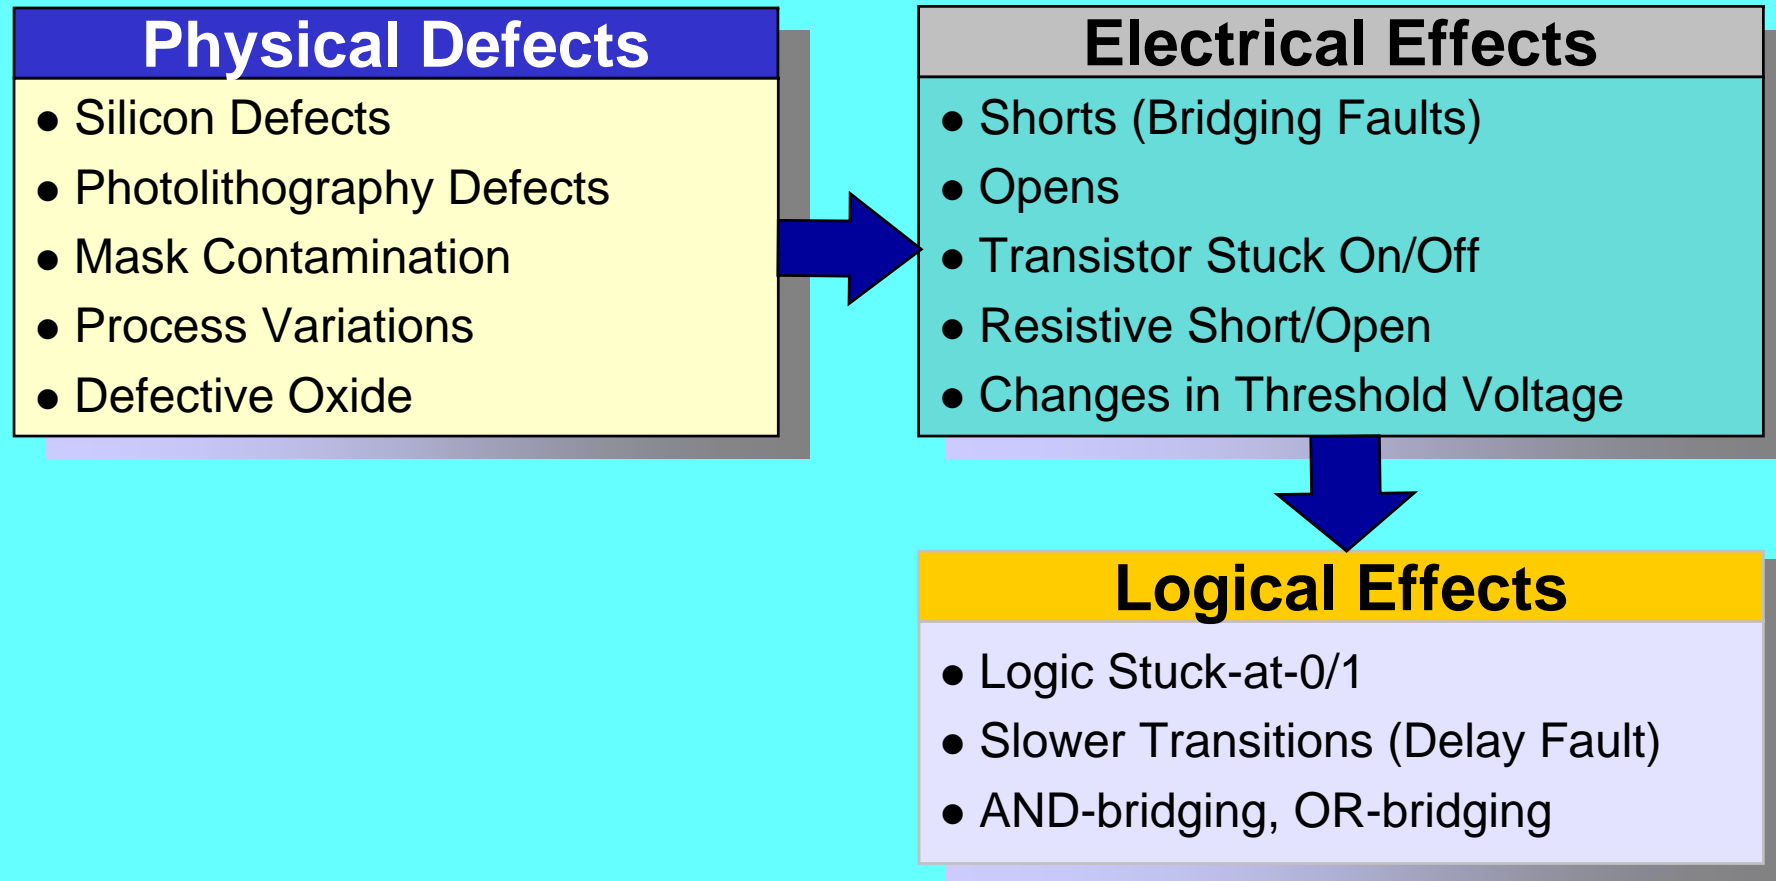 Physical Defects
● Silicon Defects
● Photolithography Defects
● Mask Contamination
● Process Variations
● Defective Oxide
Electrical Effects
● Shorts (Bridging Faults)
● Opens
● Transistor Stuck On/Off
● Resistive Short/Open
● Changes in Threshold Voltage
Logical Effects
● Logic Stuck-at-0/1
● Slower Transitions (Delay Fault)
● AND-bridging, OR-bridging